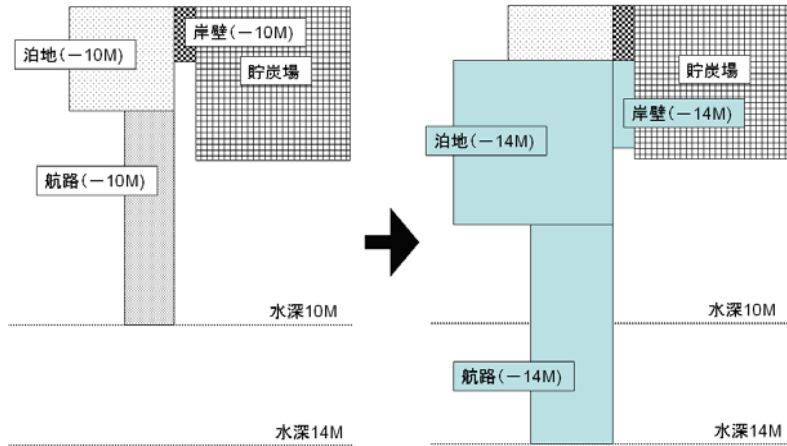 岸壁(-10M)
泊地(-10M)
貯炭場
航路(-10M)
水深10M
水深14M
貯炭場
岸壁(-14M)
泊地(-14M)
水深10M
航路(-14M)
水深14M